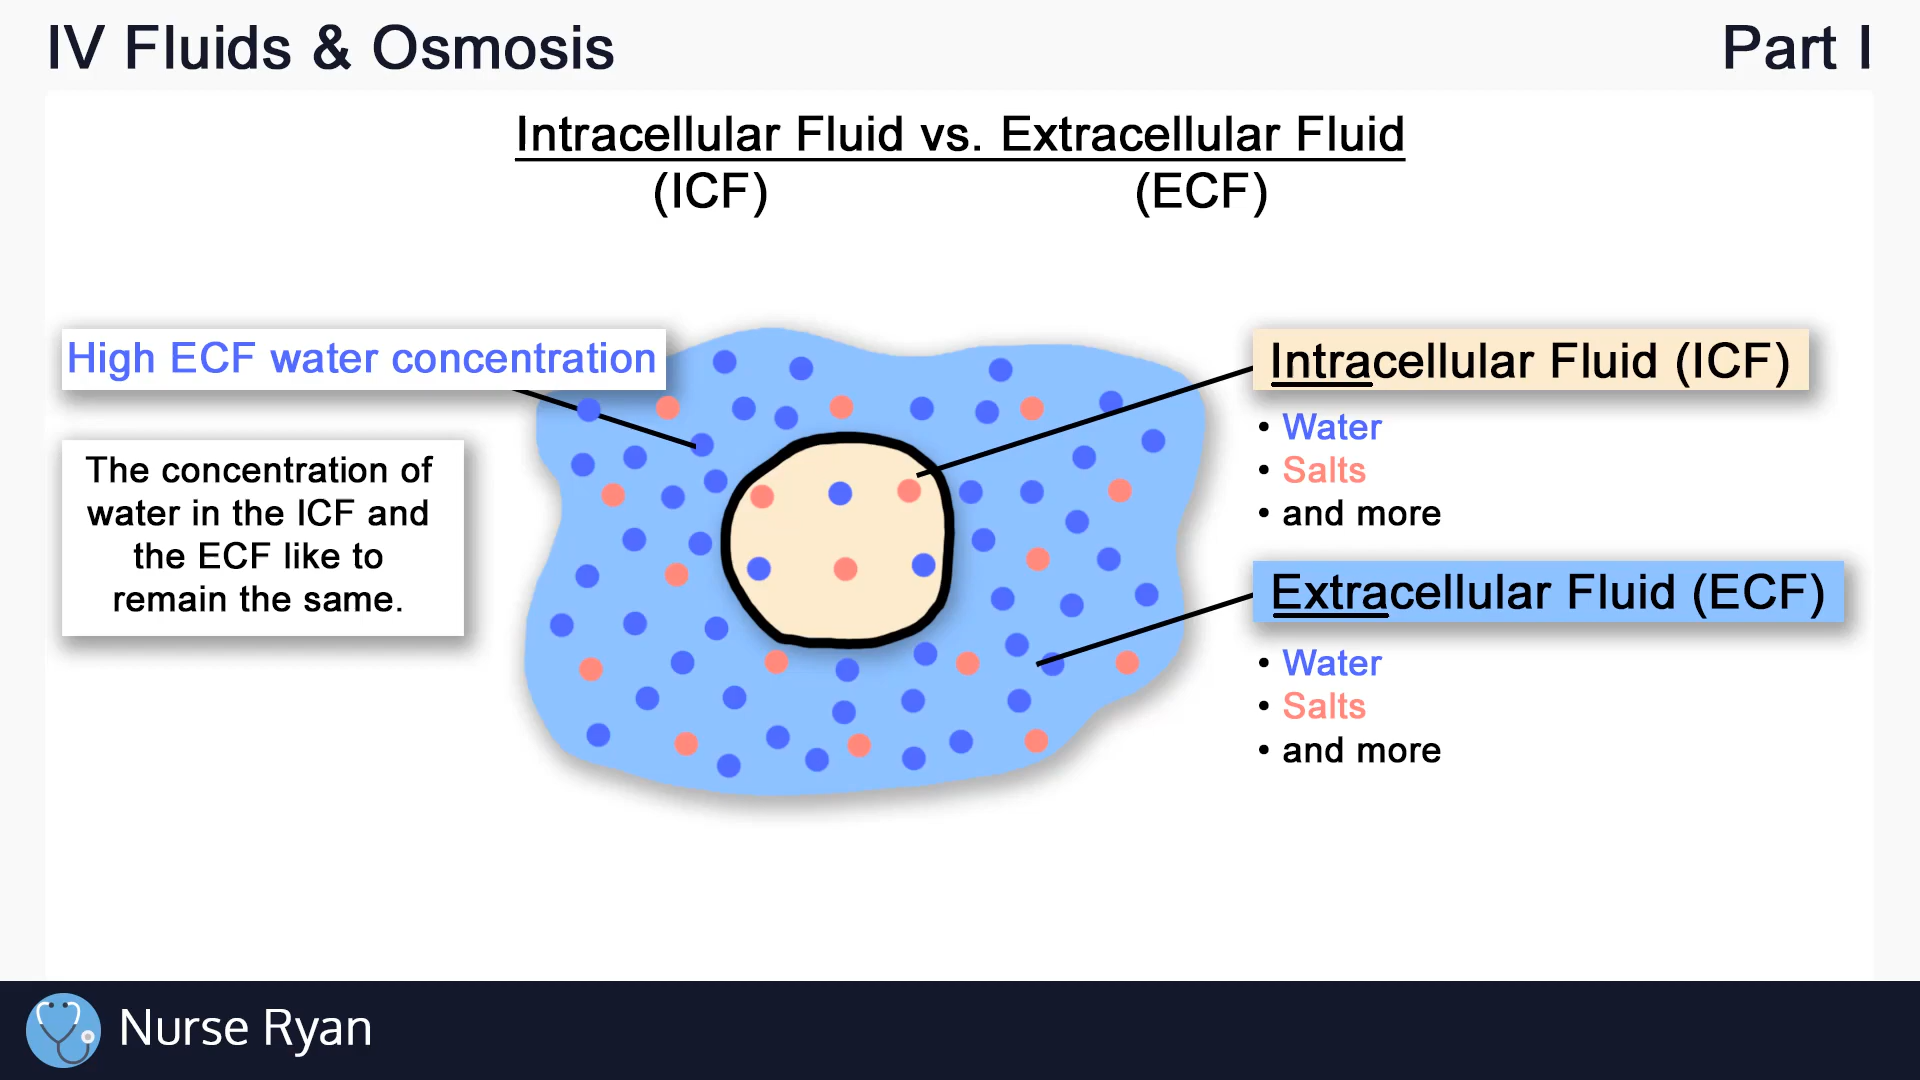 IV Fluids & Osmosis
Part I
Intracellular Fluid vs. Extracellular Fluid
(ICF)
(ECF)
High ECF water concentration
The concentration of
water in the ICF and
the ECF like to
remain the same.
Intracellular Fluid (ICF)
• Water
• Salts
• and more
Extracellular Fluid (ECF)
• Water
• Salts
• and more
Nurse Ryan